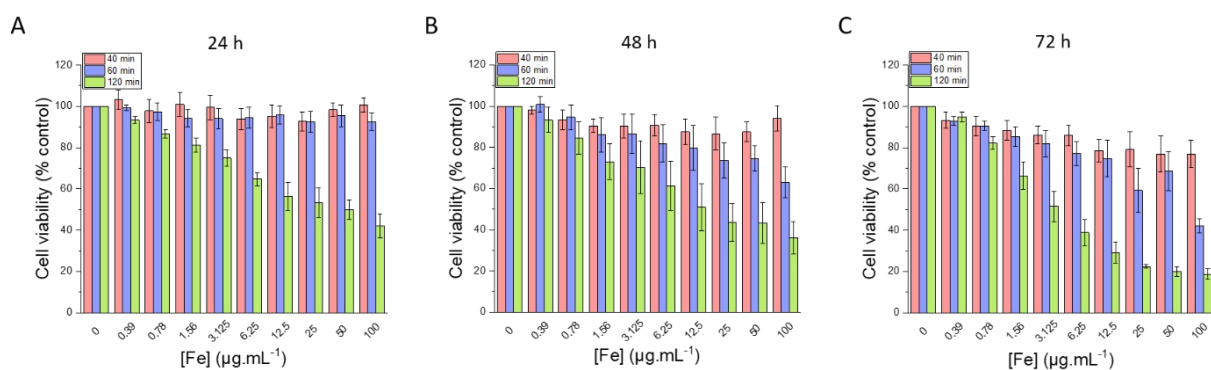 A
24 h
40 min
60 min
120 min
120
100
80
60
40
20
0
Cell viability (% control)
0
0.39
0.78
1.56
3.125
6.25
12.5
25
50
100
[Fe] (µg.mL⁻¹)
B
48 h
40 min
60 min
120 min
120
100
80
60
40
20
0
Cell viability (% control)
0
0.39
0.78
1.56
3.125
6.25
12.5
25
50
100
[Fe] (µg.mL⁻¹)
C
72 h
40 min
60 min
120 min
120
100
80
60
40
20
0
Cell viability (% control)
0
0.39
0.78
1.56
3.125
6.25
12.5
25
50
100
[Fe] (µg.mL⁻¹)